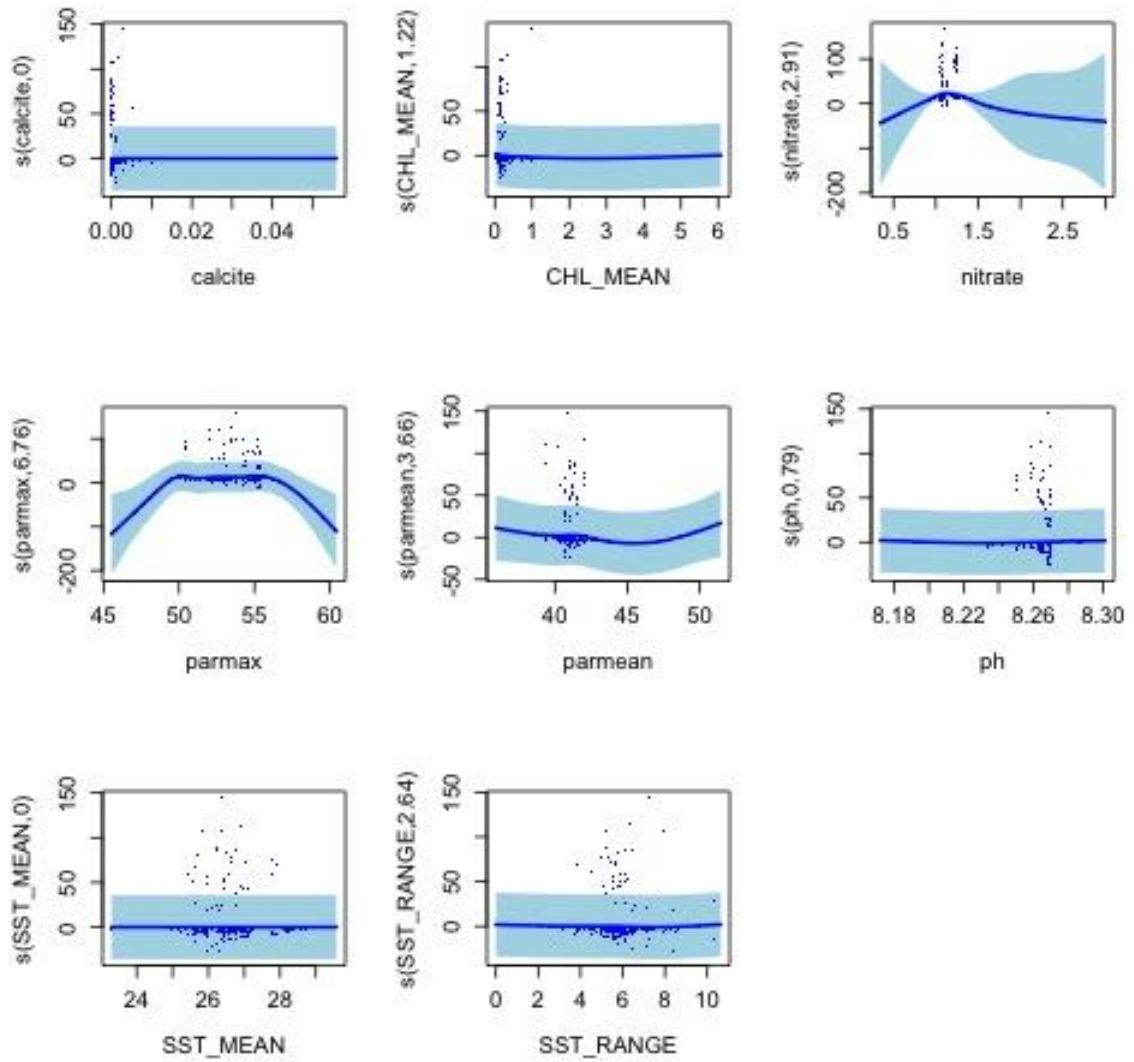 s(calcite,0)
150
50
0
0.00 0.02 0.04
calcite
s(CHL_MEAN,1.22)
50
0
0 1 2 3 4 5 6
CHL_MEAN
s(nitrate,2.91)
100
0
-200
0.5 1.5 2.5
nitrate
s(parmax,6.76)
0
-200
45 50 55 60
parmax
s(parmean,3.66)
150
50
0
-50
40 45 50
parmean
s(ph,0.79)
150
50
0
8.18 8.22 8.26 8.30
ph
s(SST_MEAN,0)
150
50
0
24 26 28
SST_MEAN
s(SST_RANGE,2.64)
150
50
0
0 2 4 6 8 10
SST_RANGE